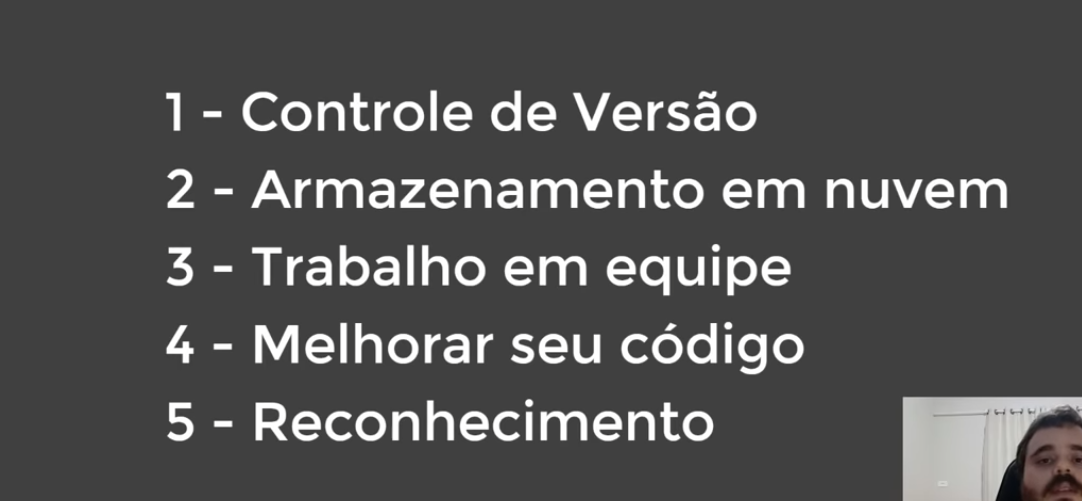 1 - Controle de Versão
2 - Armazenamento em nuvem
3 - Trabalho em equipe
4 - Melhorar seu código
5 - Reconhecimento